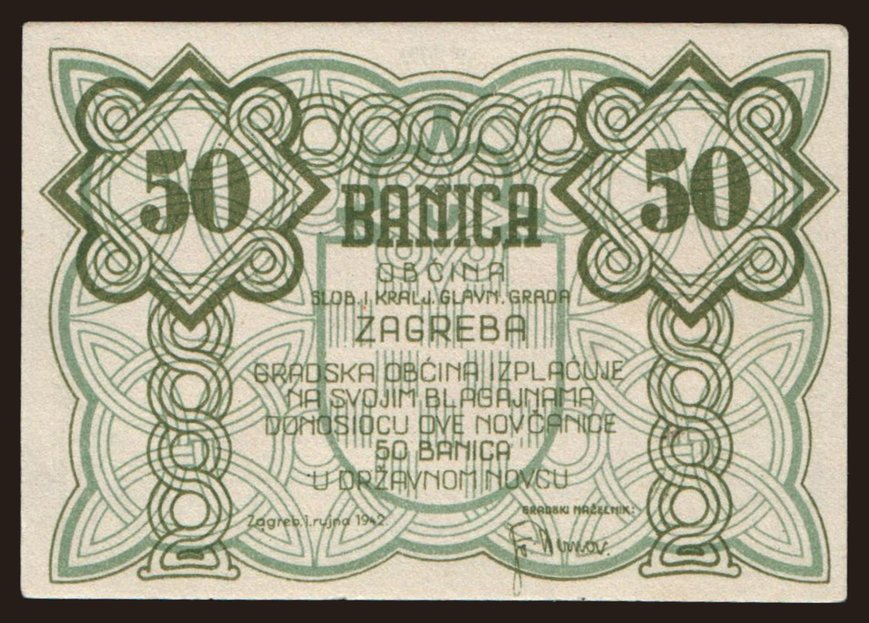 50
50
BANICA
OBĆINA
SLOB. I KRALJ. GLAVN. GRADA
ZAGREBA
GRADSKA OBĆINA IZPLAĆUJE
NA SVOJIM BLAGAJNAMA
DONOSIOCU OVE NOVČANICE
50 BANICA
U DRŽAVNOM NOVCU
Zagreb, 1. rujna 1942.
GRADSKI NAČELNIK: